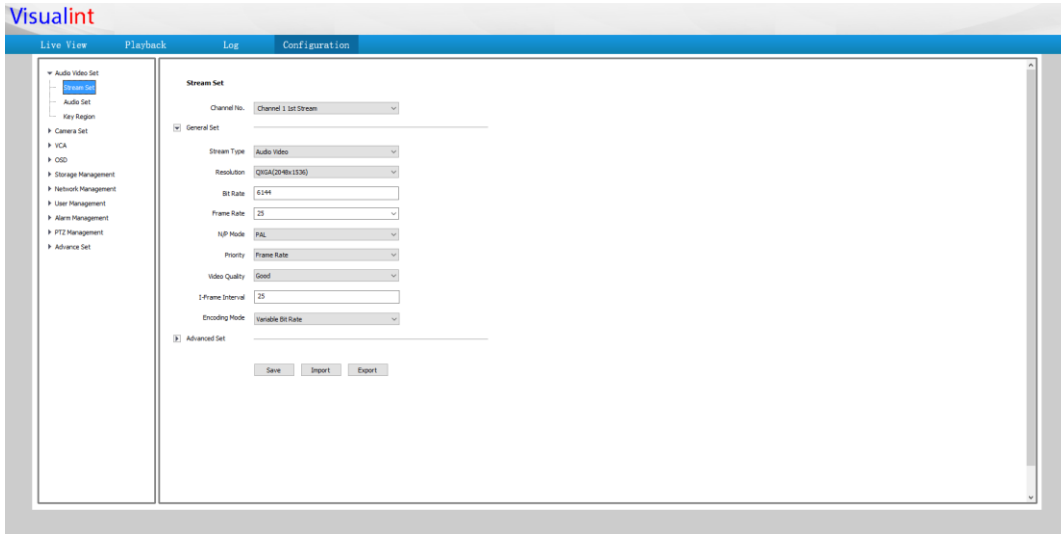 Visualint
Live View Playback Log Configuration
Audio Video Set
Stream Set
Audio Set
Key Region
Camera Set
VCA
OSD
Storage Management
Network Management
User Management
Alarm Management
PTZ Management
Advance Set
Stream Set
Channel No. Channel 1 1st Stream
General Set
Stream Type Audio Video
Resolution QXGA(2048x1536)
Bit Rate 6144
Frame Rate 25
N/P Mode PAL
Priority Frame Rate
Video Quality Good
I-Frame Interval 25
Encoding Mode Variable Bit Rate
Advanced Set
Save Import Export